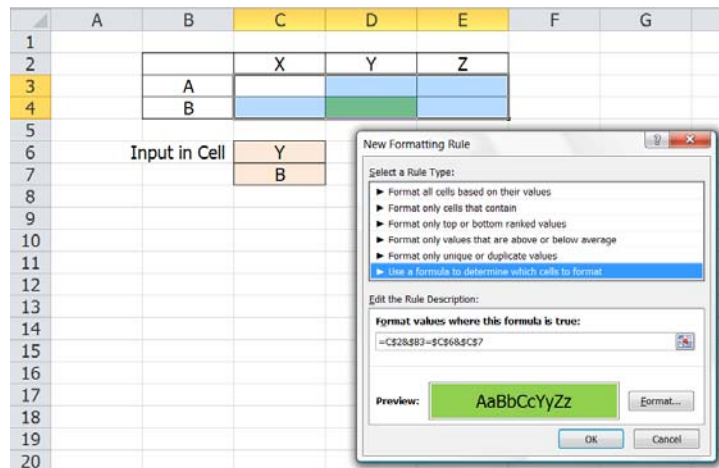 A B C D E F G
1
2 X Y Z
3 A
4 B
5
6 Input in Cell Y
7 B
8
9
10
11
12
13
14
15
16
17
18
19
20
New Formatting Rule
Select a Rule Type:
► Format all cells based on their values
► Format only cells that contain
► Format only top or bottom ranked values
► Format only values that are above or below average
► Format only unique or duplicate values
► Use a formula to determine which cells to format
Edit the Rule Description:
Format values where this formula is true:
=C$2&$B3=$C$6&$C$7
Preview: AaBbCcYyZz Format...
OK Cancel